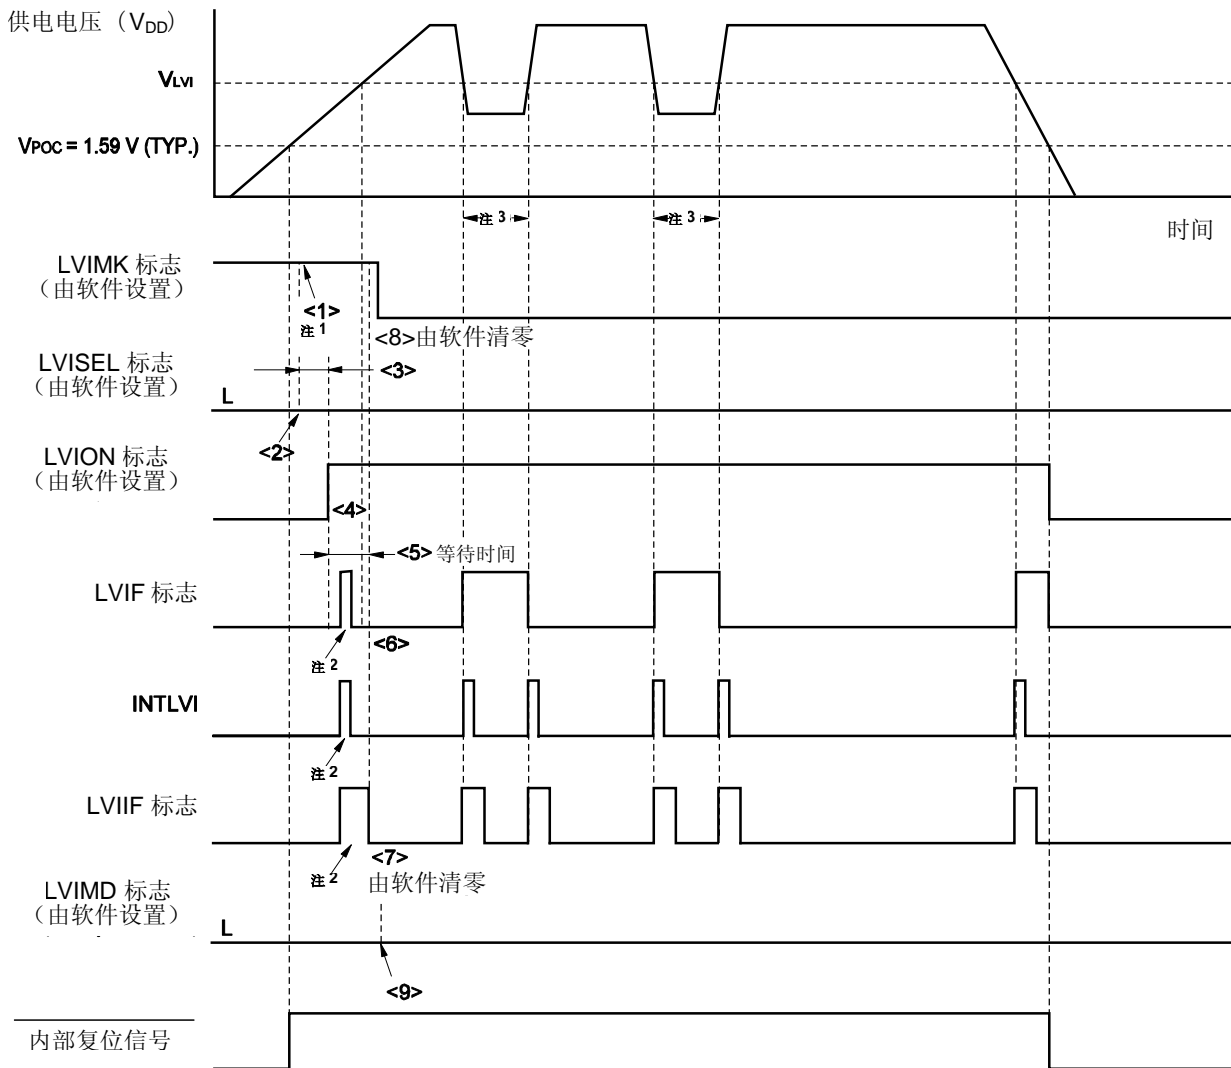 供电电压（VDD）
VLVI
VPOC = 1.59 V (TYP.)
注 3
注 3
时间
LVIMK 标志
（由软件设置）
<1>
注 1
<8>由软件清零
LVISEL 标志
（由软件设置）
<3>
L
<2>
LVION 标志
（由软件设置）
<4>
<5> 等待时间
LVIF 标志
注 2
<6>
INTLVI
注 2
LVIIF 标志
注 2
<7>
由软件清零
LVIMD 标志
（由软件设置）
L
<9>
内部复位信号